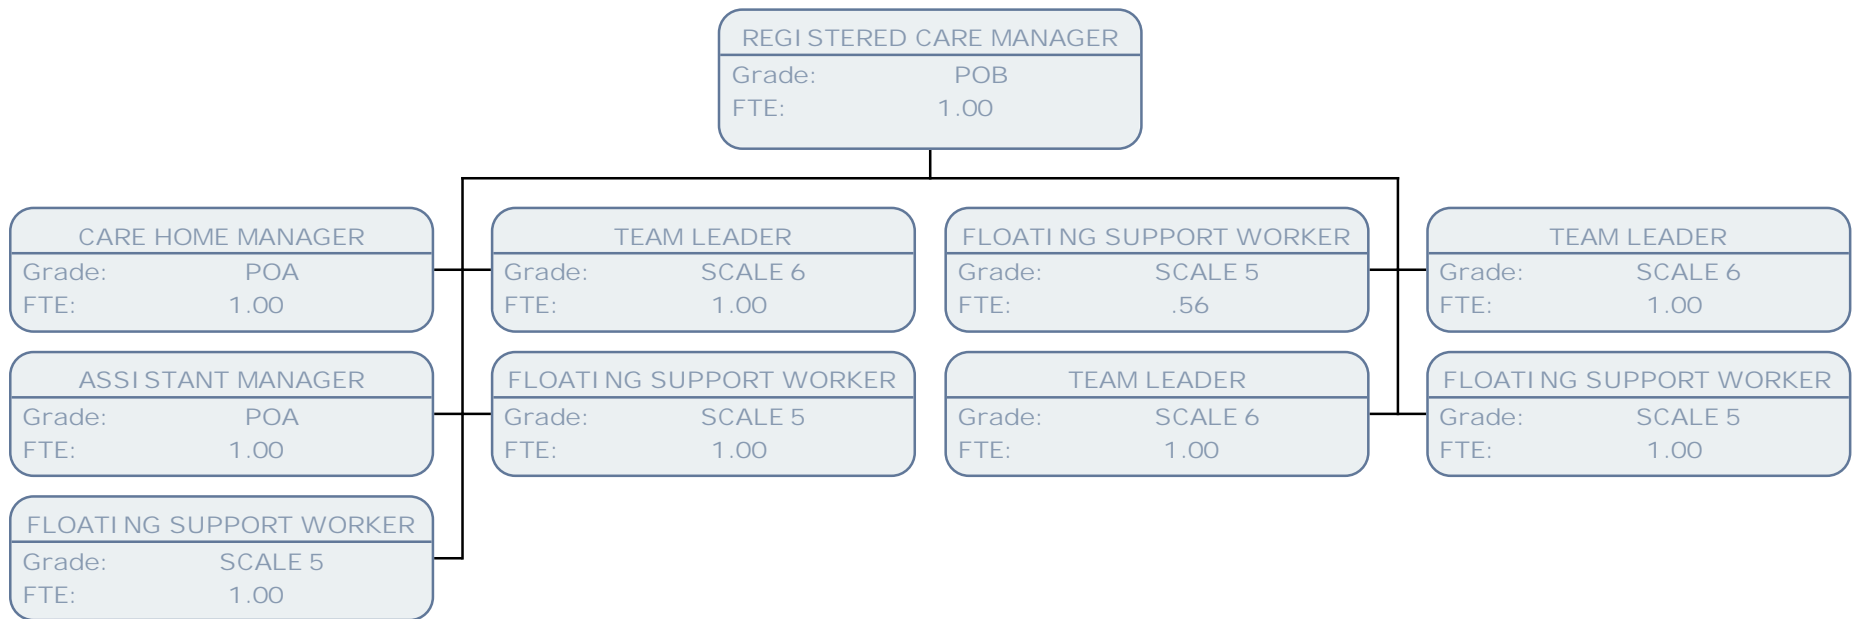 REGISTERED CARE MANAGER
Grade: POB
FTE: 1.00
CARE HOME MANAGER
Grade: POA
FTE: 1.00
TEAM LEADER
Grade: SCALE 6
FTE: 1.00
FLOATING SUPPORT WORKER
Grade: SCALE 5
FTE: .56
TEAM LEADER
Grade: SCALE 6
FTE: 1.00
ASSISTANT MANAGER
Grade: POA
FTE: 1.00
FLOATING SUPPORT WORKER
Grade: SCALE 5
FTE: 1.00
TEAM LEADER
Grade: SCALE 6
FTE: 1.00
FLOATING SUPPORT WORKER
Grade: SCALE 5
FTE: 1.00
FLOATING SUPPORT WORKER
Grade: SCALE 5
FTE: 1.00